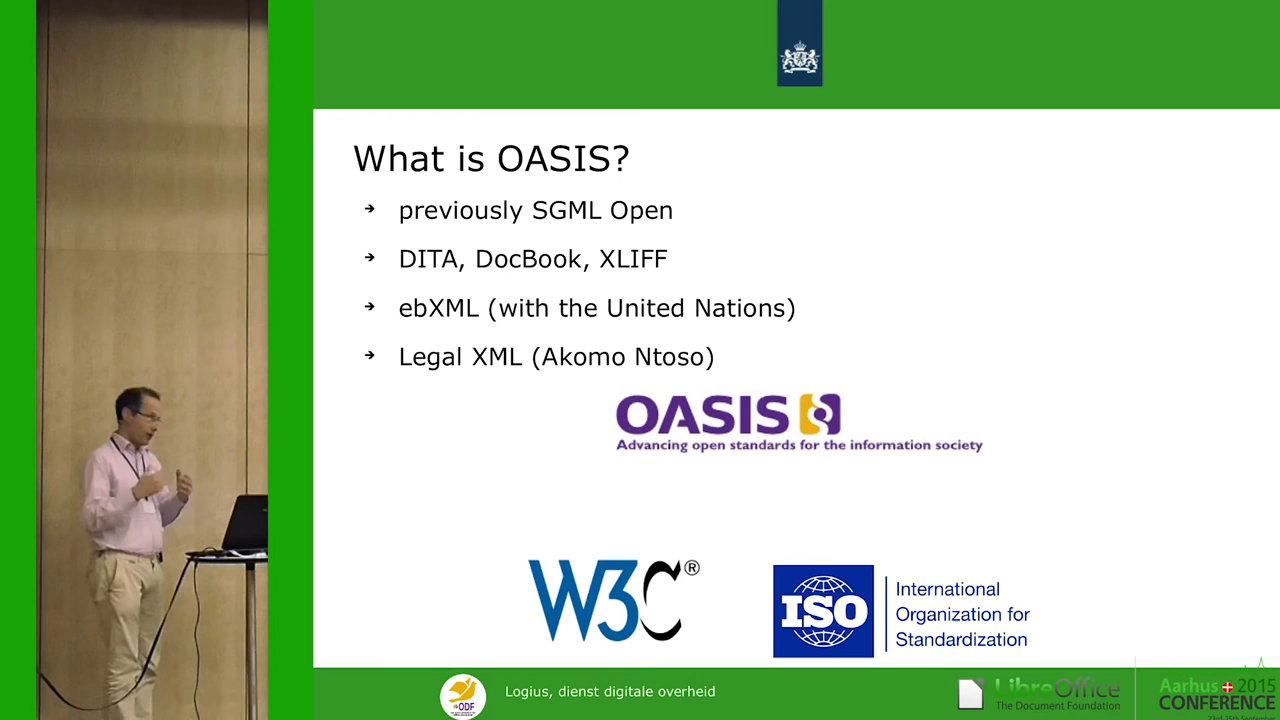 What is OASIS?
previously SGML Open
DITA, DocBook, XLIFF
ebXML (with the United Nations)
Legal XML (Akomo Ntoso)
OASIS
Advancing open standards for the information society
W3C®
ISO
International
Organization for
Standardization
ODF
Logius, dienst digitale overheid
LibreOffice
The Document Foundation
Aarhus 2015
CONFERENCE